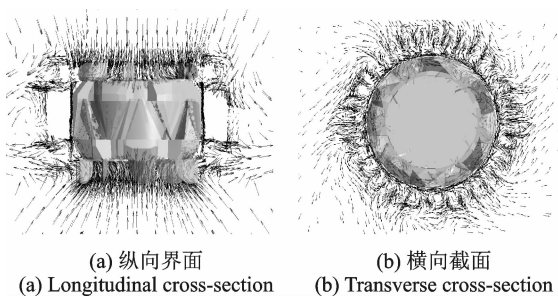 (a) 纵向界面
(a) Longitudinal cross-section
(b) 横向截面
(b) Transverse cross-section